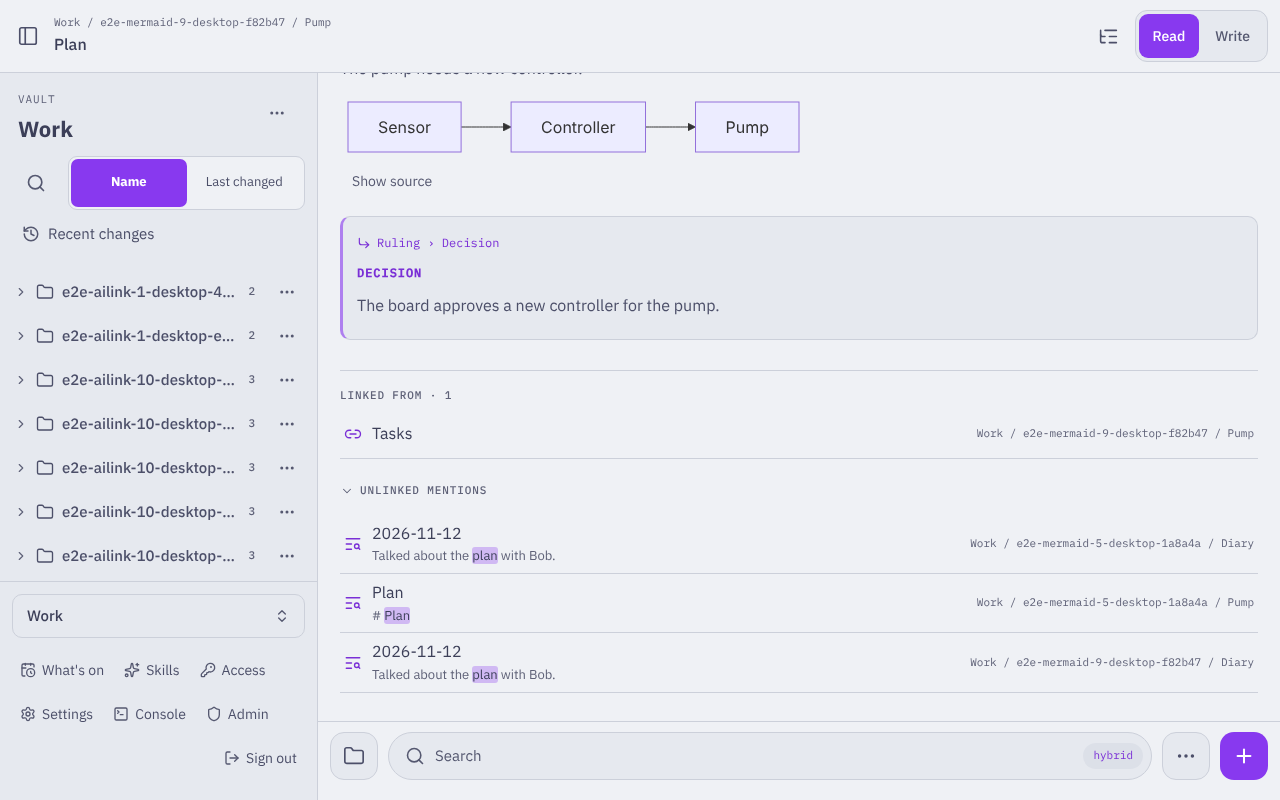 Work / e2e-mermaid-9-desktop-f82b47 / Pump
Plan
Read
Write
VAULT
Work
Name
Last changed
Recent changes
e2e-ailink-1-desktop-4... 2
e2e-ailink-1-desktop-e... 2
e2e-ailink-10-desktop-... 3
e2e-ailink-10-desktop-... 3
e2e-ailink-10-desktop-... 3
e2e-ailink-10-desktop-... 3
e2e-ailink-10-desktop-... 3
Work
What's on
Skills
Access
Settings
Console
Admin
Sign out
The pump needs a new controller.
Sensor
Controller
Pump
Show source
Ruling › Decision
DECISION
The board approves a new controller for the pump.
LINKED FROM · 1
Tasks
Work / e2e-mermaid-9-desktop-f82b47 / Pump
UNLINKED MENTIONS
2026-11-12
Talked about the plan with Bob.
Work / e2e-mermaid-5-desktop-1a8a4a / Diary
Plan
# Plan
Work / e2e-mermaid-5-desktop-1a8a4a / Pump
2026-11-12
Talked about the plan with Bob.
Work / e2e-mermaid-9-desktop-f82b47 / Diary
Search
hybrid